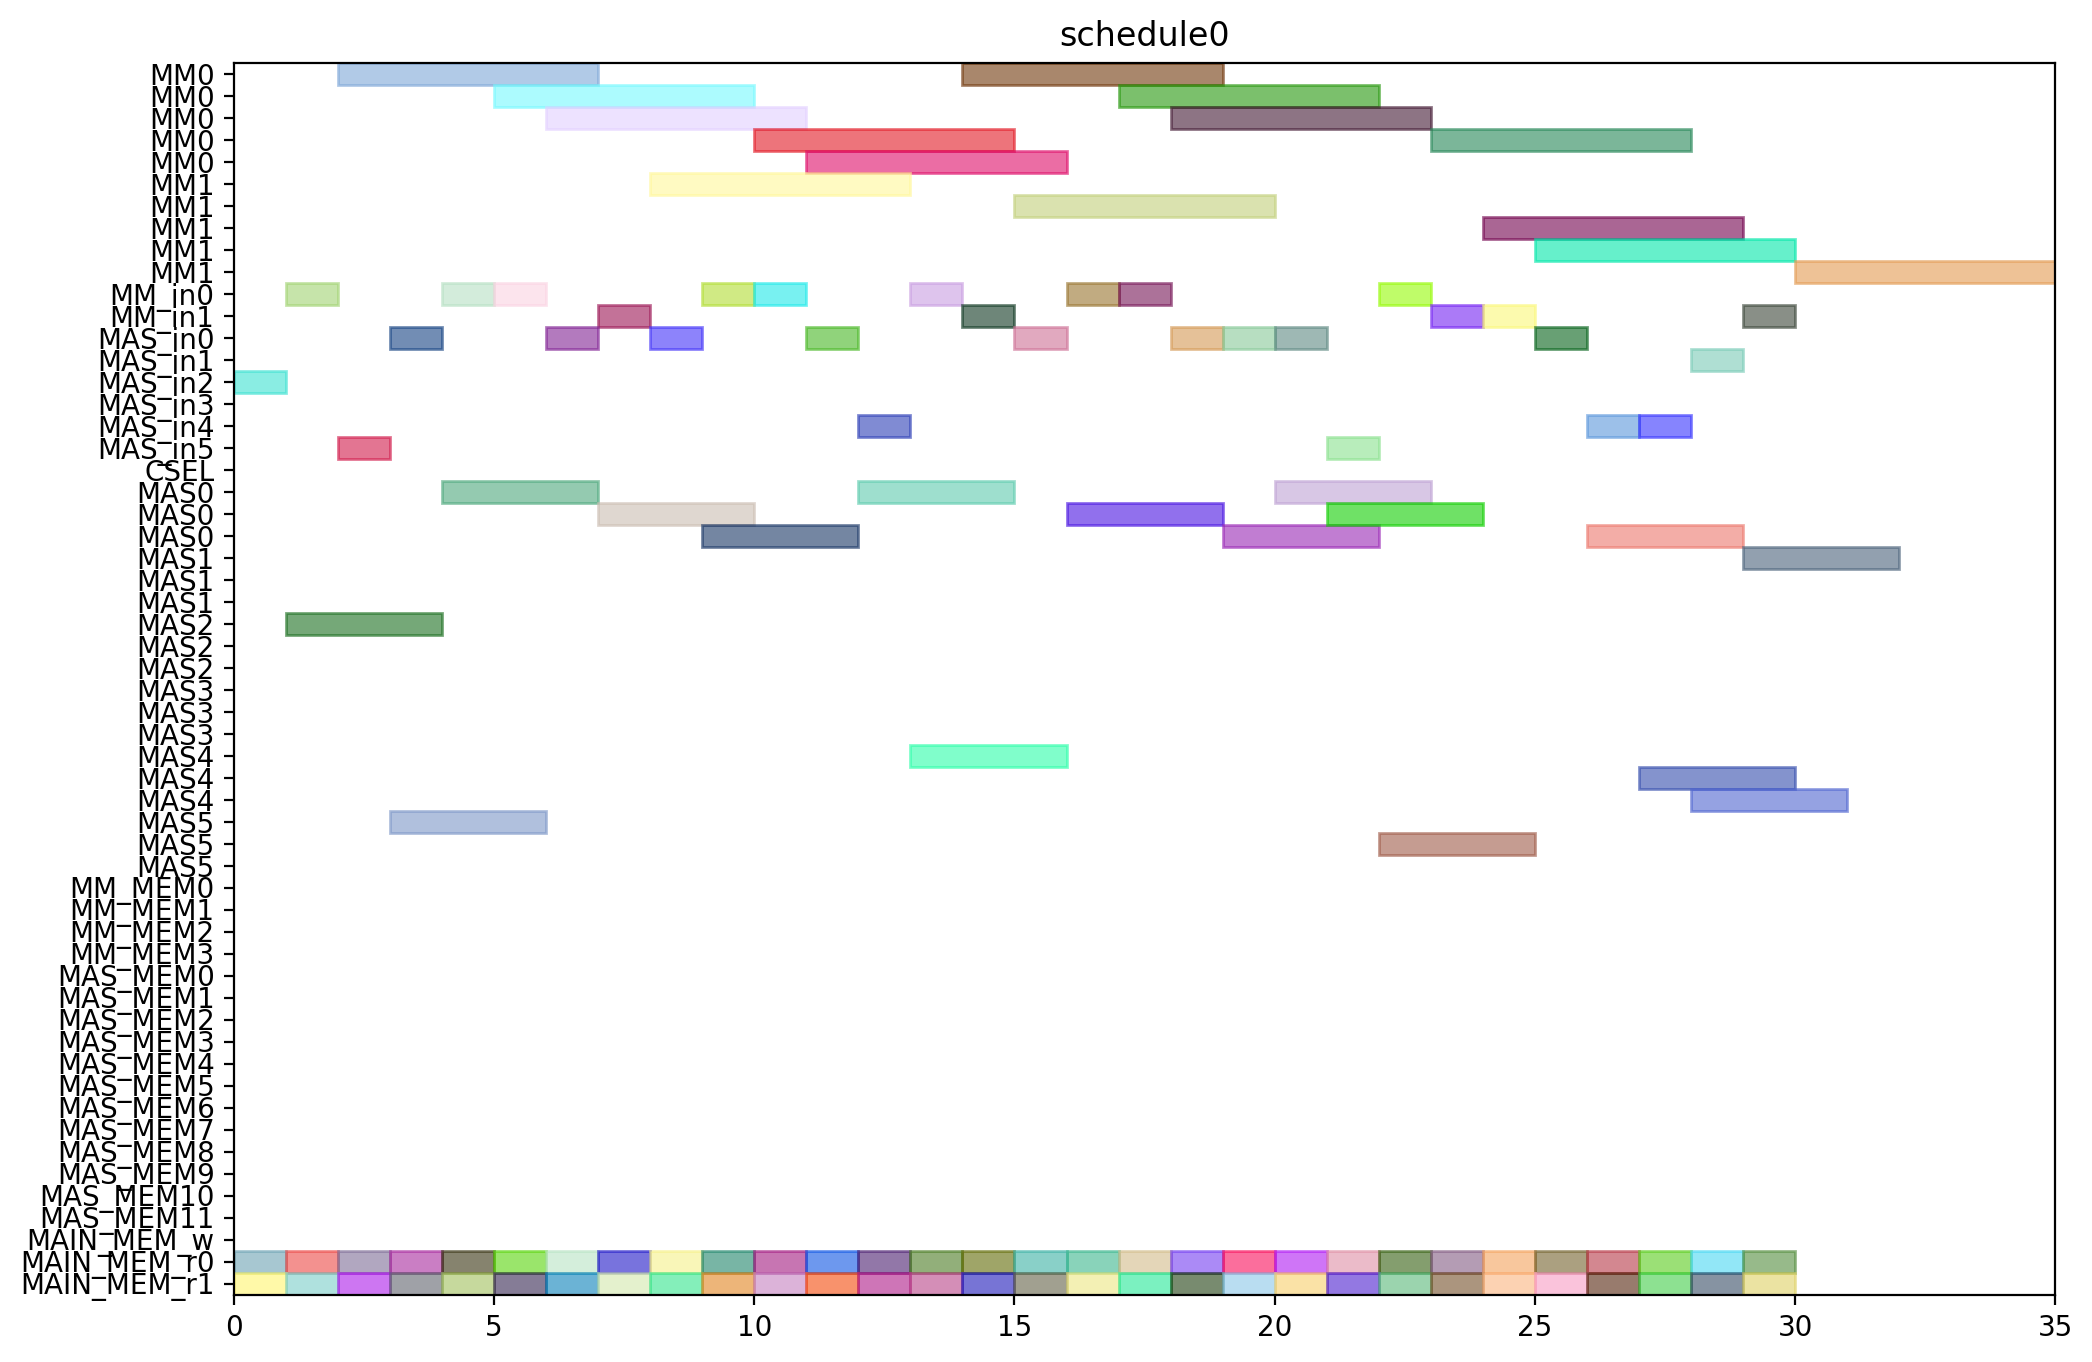 schedule0
MM0
MM0
MM0
MM0
MM0
MM1
MM1
MM1
MM1
MM1
MM_in0
MM_in1
MAS_in0
MAS_in1
MAS_in2
MAS_in3
MAS_in4
MAS_in5
CSEL
MAS0
MAS0
MAS0
MAS1
MAS1
MAS1
MAS2
MAS2
MAS2
MAS3
MAS3
MAS3
MAS4
MAS4
MAS4
MAS5
MAS5
MAS5
MM_MEM0
MM_MEM1
MM_MEM2
MM_MEM3
MAS_MEM0
MAS_MEM1
MAS_MEM2
MAS_MEM3
MAS_MEM4
MAS_MEM5
MAS_MEM6
MAS_MEM7
MAS_MEM8
MAS_MEM9
MAS_MEM10
MAS_MEM11
MAIN_MEM_w
MAIN_MEM_r0
MAIN_MEM_r1
0 5 10 15 20 25 30 35